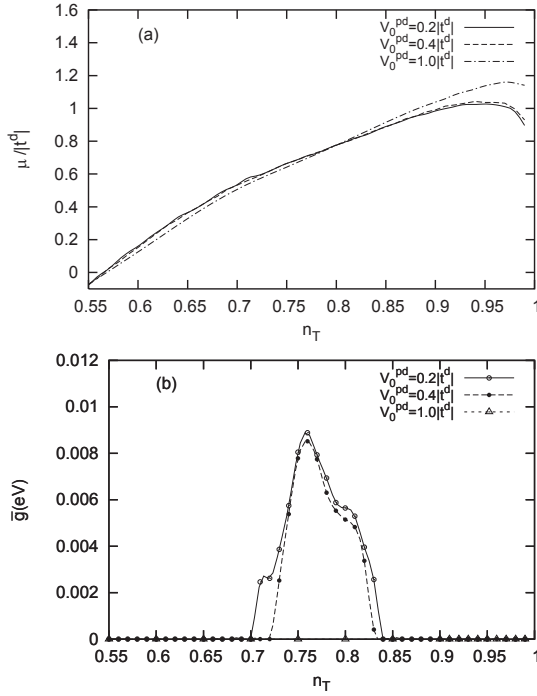 (a)
V₀ᵖᵈ=0.2|tᵈ|
V₀ᵖᵈ=0.4|tᵈ|
V₀ᵖᵈ=1.0|tᵈ|
1.6
1.4
1.2
1
0.8
0.6
0.4
0.2
0
μ/|tᵈ|
0.55 0.6 0.65 0.7 0.75 0.8 0.85 0.9 0.95 1
n_T
(b)
V₀ᵖᵈ=0.2|tᵈ|
V₀ᵖᵈ=0.4|tᵈ|
V₀ᵖᵈ=1.0|tᵈ|
0.012
0.01
0.008
0.006
0.004
0.002
0
g̅(eV)
0.55 0.6 0.65 0.7 0.75 0.8 0.85 0.9 0.95 1
n_T